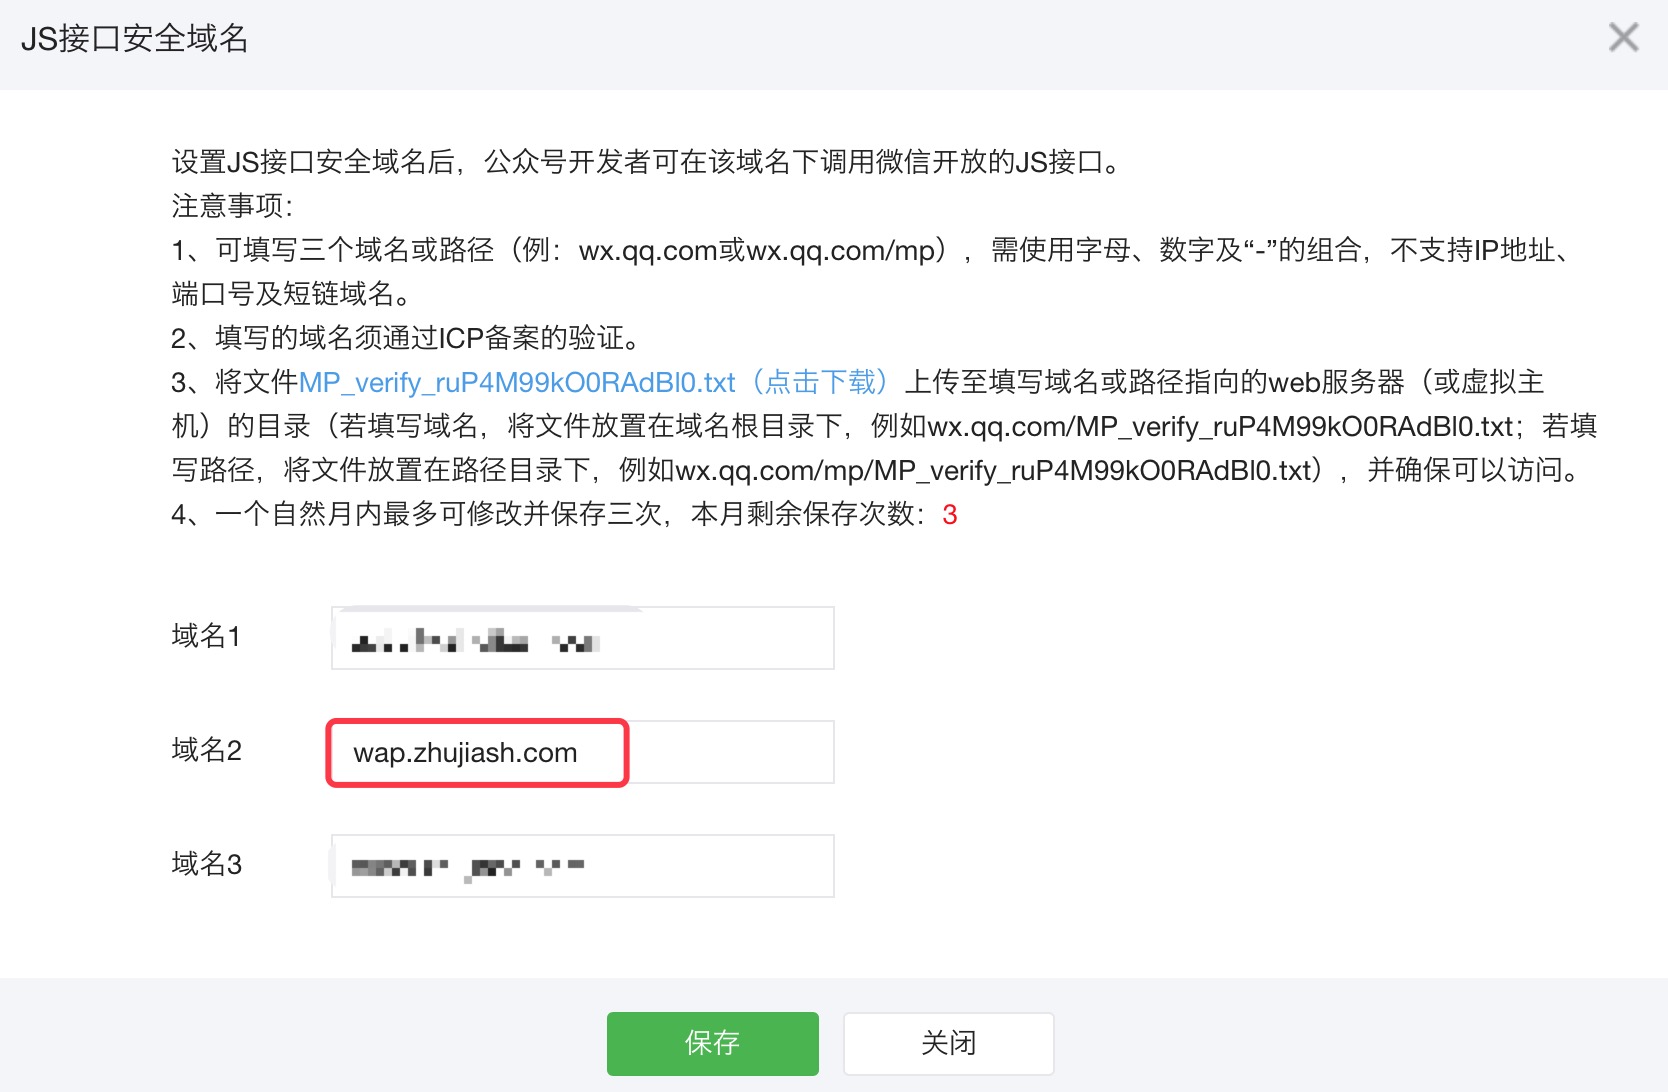 JS接口安全域名
设置JS接口安全域名后，公众号开发者可在该域名下调用微信开放的JS接口。
注意事项：
1、可填写三个域名或路径（例：wx.qq.com或wx.qq.com/mp），需使用字母、数字及“-”的组合，不支持IP地址、
端口号及短链域名。
2、填写的域名须通过ICP备案的验证。
3、将文件MP_verify_ruP4M99kO0RAdBl0.txt（点击下载）上传至填写域名或路径指向的web服务器（或虚拟主
机）的目录（若填写域名，将文件放置在域名根目录下，例如wx.qq.com/MP_verify_ruP4M99kO0RAdBl0.txt；若填
写路径，将文件放置在路径目录下，例如wx.qq.com/mp/MP_verify_ruP4M99kO0RAdBl0.txt），并确保可以访问。
4、一个自然月内最多可修改并保存三次，本月剩余保存次数：3
域名1
域名2 wap.zhujiash.com
域名3
保存 关闭